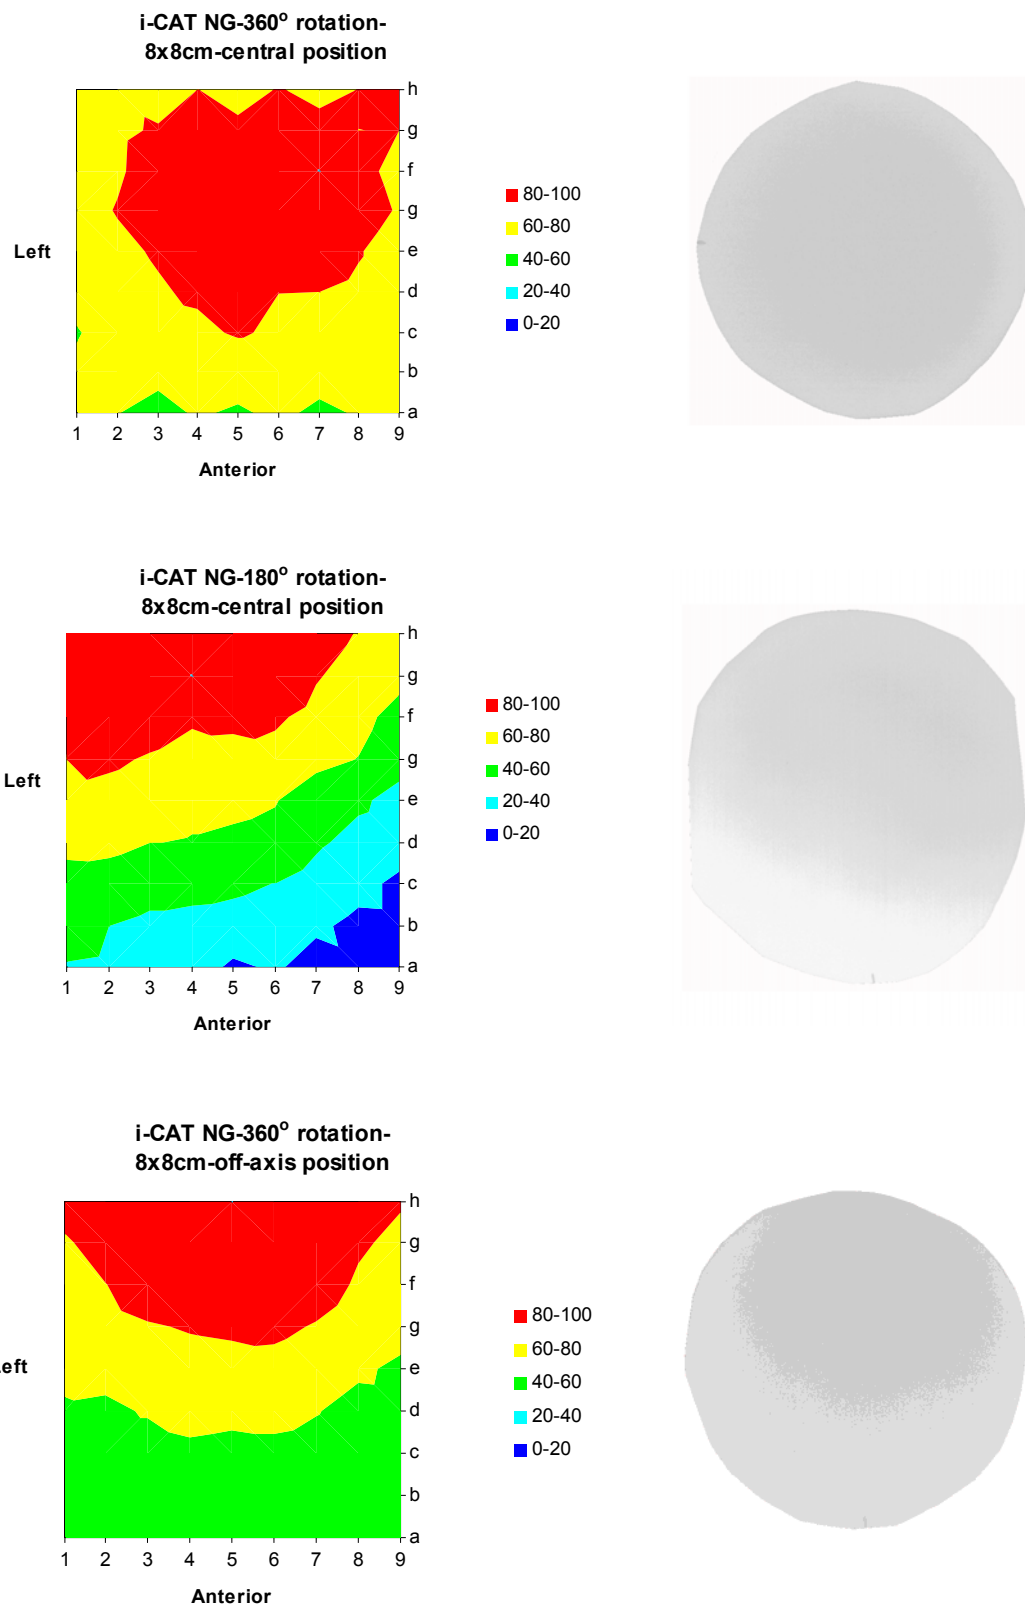 i-CAT NG-360° rotation-
8x8cm-central position
h
g
f
g
e
d
c
b
a
Left
1 2 3 4 5 6 7 8 9
Anterior
80-100
60-80
40-60
20-40
0-20
i-CAT NG-180° rotation-
8x8cm-central position
h
g
f
g
e
d
c
b
a
Left
1 2 3 4 5 6 7 8 9
Anterior
80-100
60-80
40-60
20-40
0-20
i-CAT NG-360° rotation-
8x8cm-off-axis position
h
g
f
g
e
d
c
b
a
Left
1 2 3 4 5 6 7 8 9
Anterior
80-100
60-80
40-60
20-40
0-20